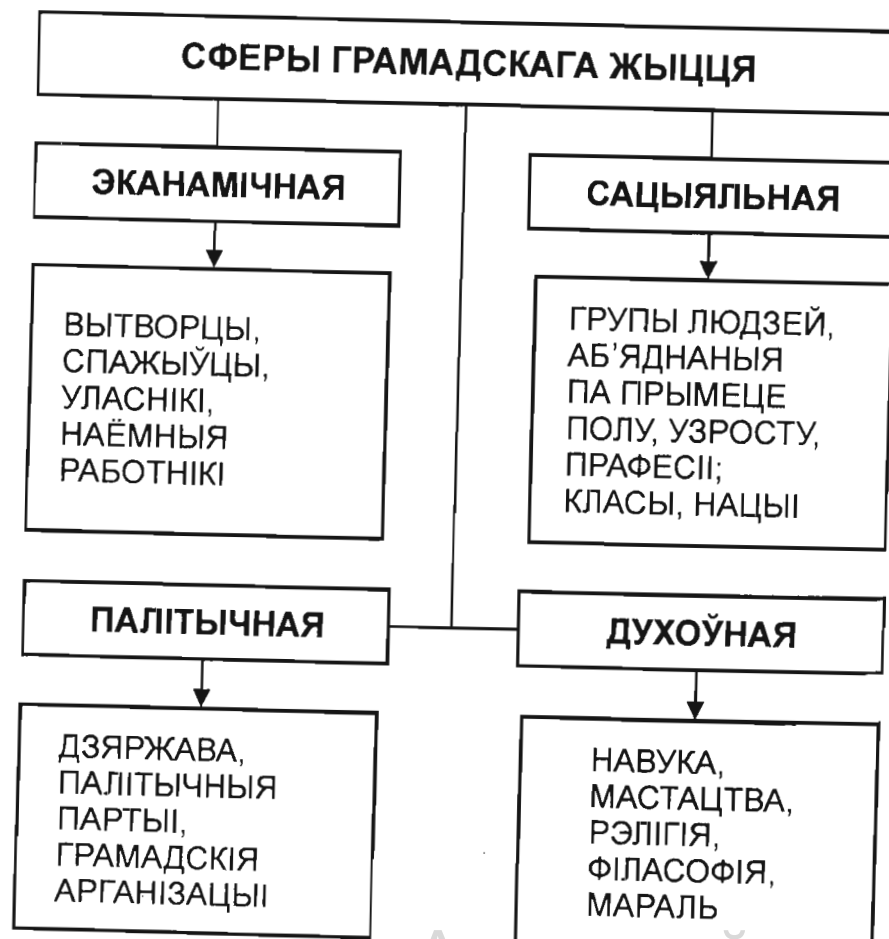 СФЕРЫ ГРАМАДСКАГА ЖЫЦЦЯ
ЭКАНАМІЧНАЯ
ВЫТВОРЦЫ,
СПАЖЫЎЦЫ,
УЛАСНІКІ,
НАЁМНЫЯ
РАБОТНІКІ
САЦЫЯЛЬНАЯ
ГРУПЫ ЛЮДЗЕЙ,
АБ’ЯДНАНЫЯ
ПА ПРЫМЕЦЕ
ПОЛУ, УЗРОСТУ,
ПРАФЕСІІ;
КЛАСЫ, НАЦЫІ
ПАЛІТЫЧНАЯ
ДЗЯРЖАВА,
ПАЛІТЫЧНЫЯ
ПАРТЫІ,
ГРАМАДСКІЯ
АРГАНІЗАЦЫІ
ДУХОЎНАЯ
НАВУКА,
МАСТАЦТВА,
РЭЛІГІЯ,
ФІЛАСОФІЯ,
МАРАЛЬ